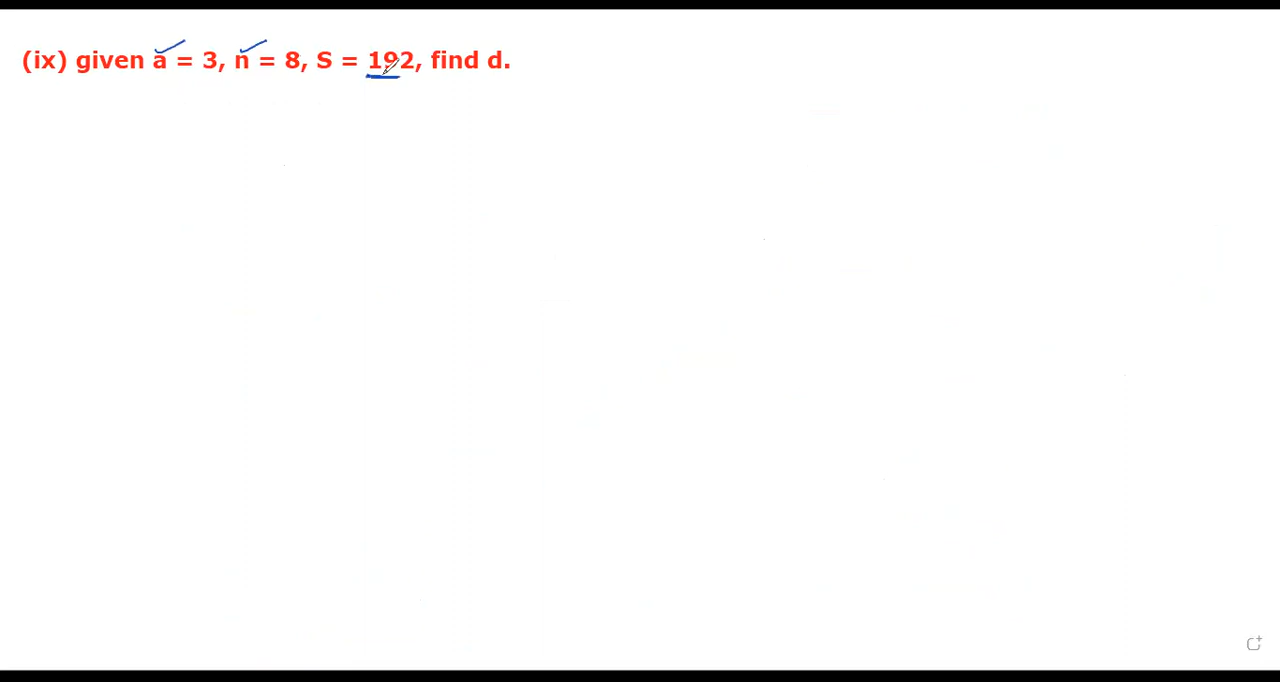 (ix) given a = 3, n = 8, S = 192, find d.